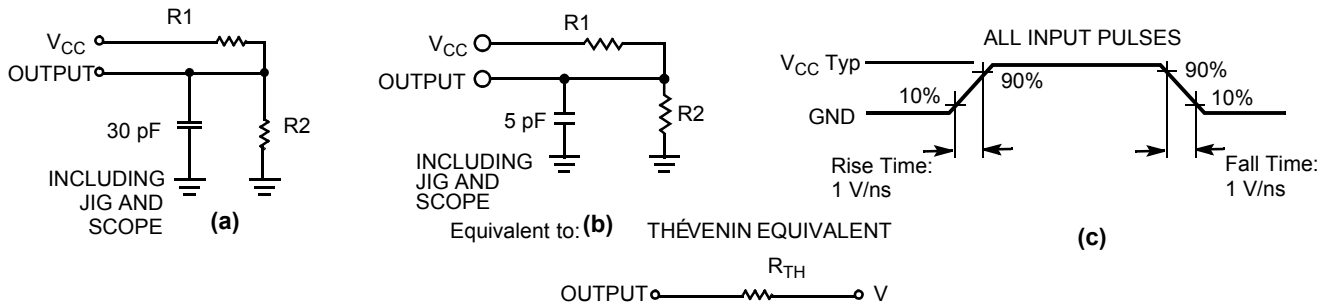 R1
VCC
OUTPUT
30 pF
R2
INCLUDING
JIG AND
SCOPE
(a)
R1
VCC
OUTPUT
5 pF
R2
INCLUDING
JIG AND
SCOPE
(b)
ALL INPUT PULSES
VCC Typ
GND
10%
90%
90%
10%
Rise Time:
1 V/ns
Fall Time:
1 V/ns
(c)
Equivalent to:
THÉVENIN EQUIVALENT
RTH
OUTPUT
V